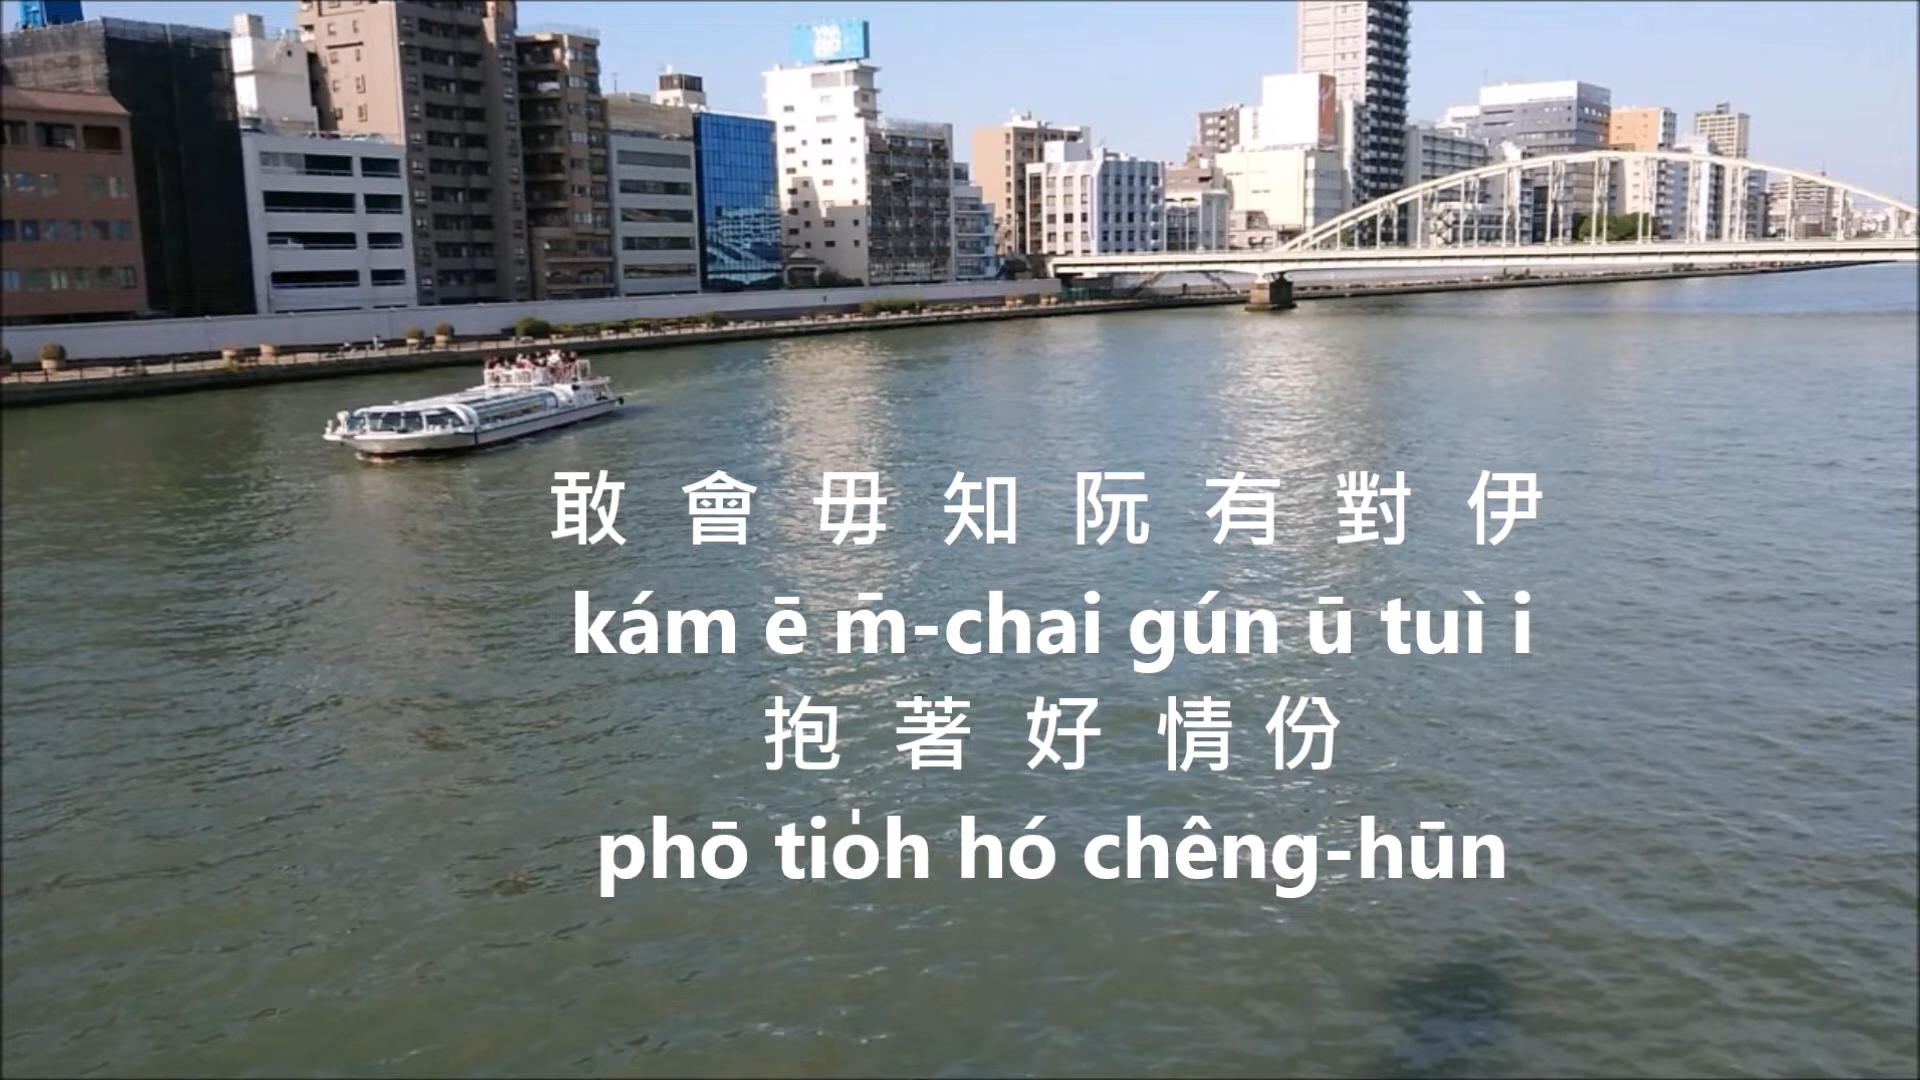 敢會毋知阮有對伊
kám ē m̄-chai gún ū tuì i
抱著好情份
phō tio̍h hó chêng-hūn